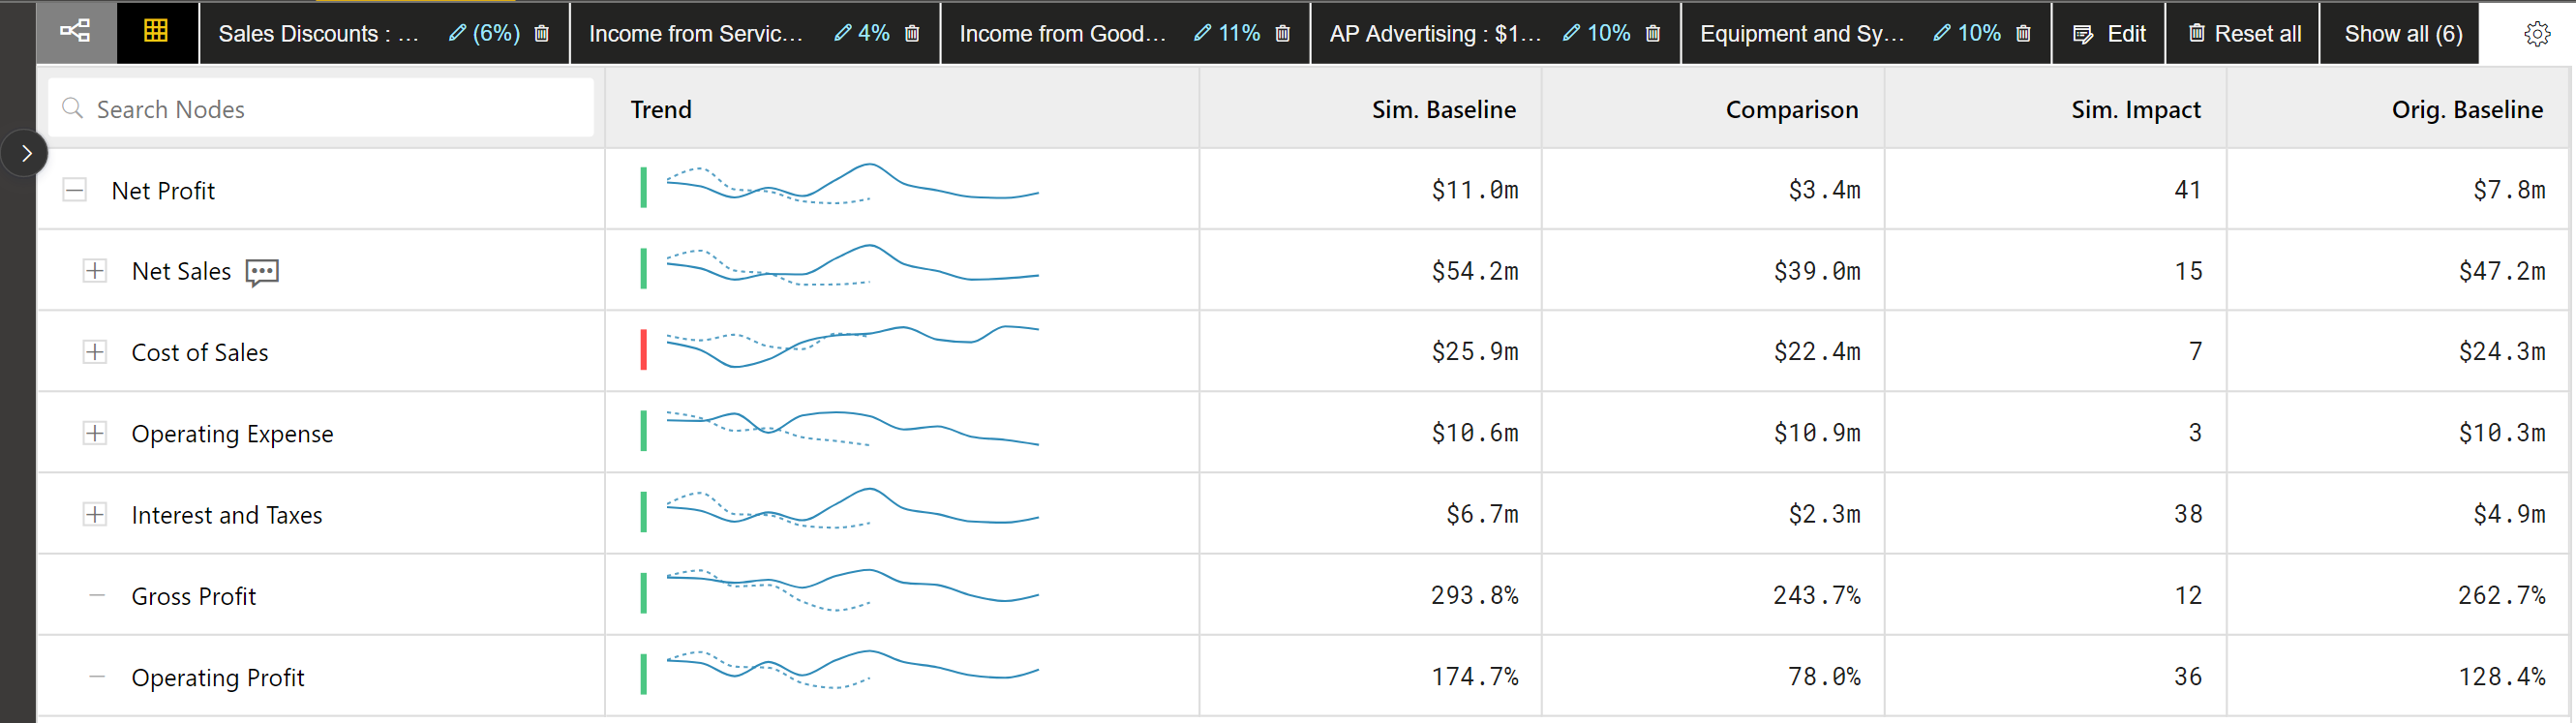 Sales Discounts : ... (6%) Income from Servic... 4% Income from Good... 11% AP Advertising : $1... 10% Equipment and Sy... 10% Edit Reset all Show all (6)
Search Nodes Trend Sim. Baseline Comparison Sim. Impact Orig. Baseline
Net Profit $11.0m $3.4m 41 $7.8m
Net Sales $54.2m $39.0m 15 $47.2m
Cost of Sales $25.9m $22.4m 7 $24.3m
Operating Expense $10.6m $10.9m 3 $10.3m
Interest and Taxes $6.7m $2.3m 38 $4.9m
Gross Profit 293.8% 243.7% 12 262.7%
Operating Profit 174.7% 78.0% 36 128.4%